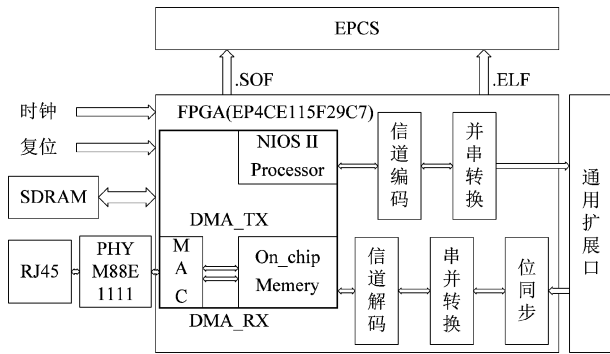 EPCS
.SOF
.ELF
时钟
FPGA(EP4CE115F29C7)
复位
NIOS II
Processor
信道编码
并串转换
通用扩展口
SDRAM
DMA_TX
RJ45
PHY
M88E
1111
MAC
On_chip
Memory
信道解码
串并转换
位同步
DMA_RX